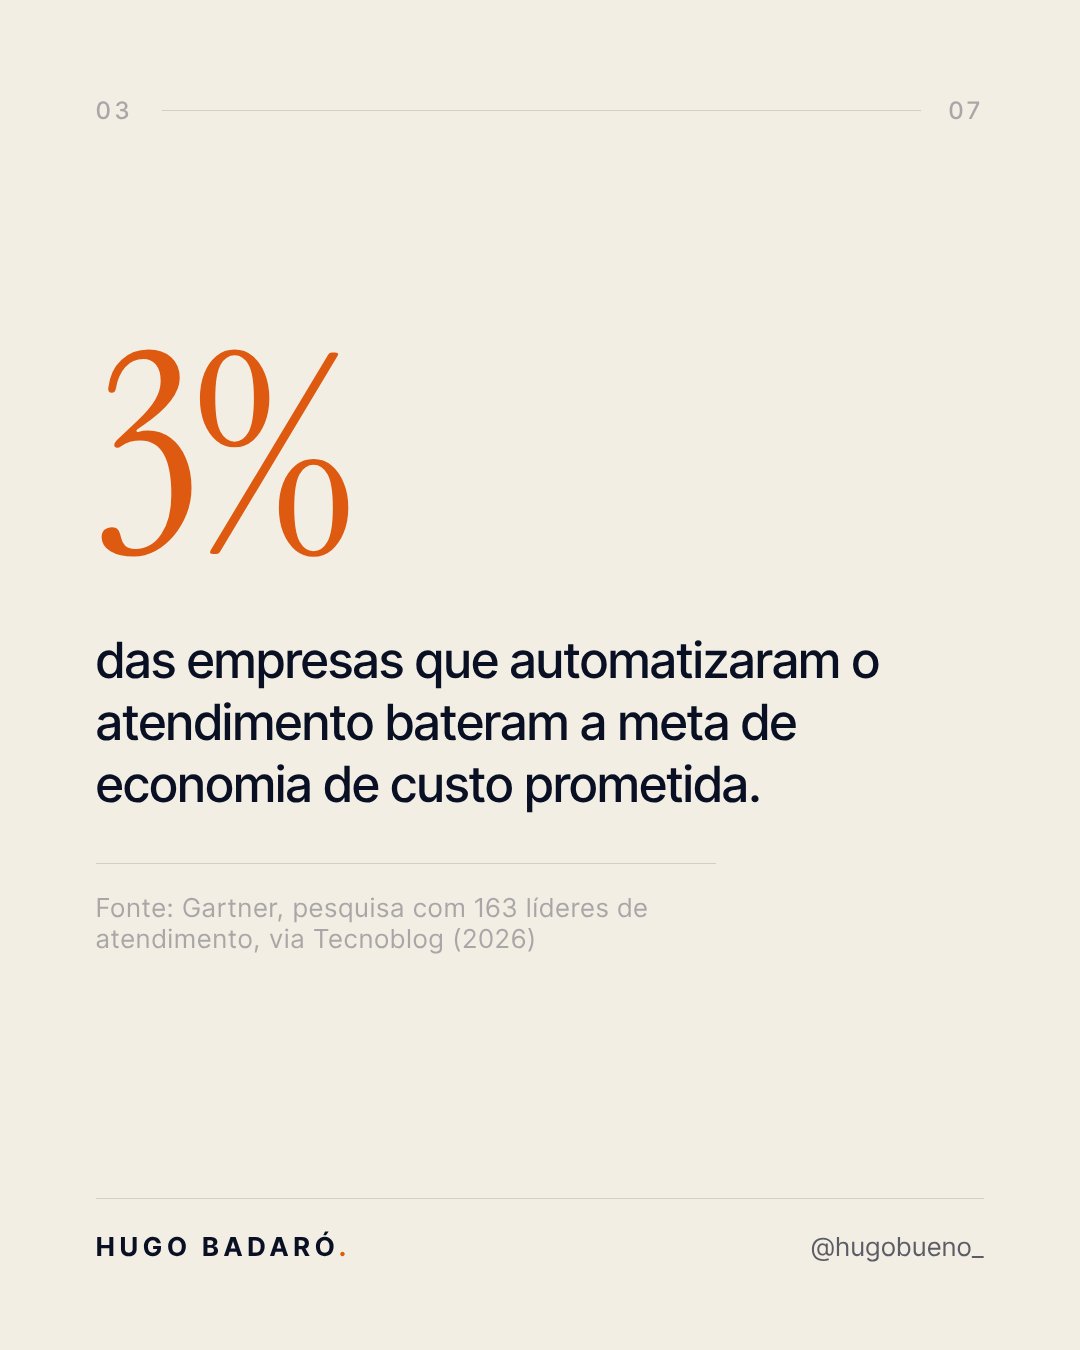 03 07
3%
das empresas que automatizaram o
atendimento bateram a meta de
economia de custo prometida.
Fonte: Gartner, pesquisa com 163 líderes de
atendimento, via Tecnoblog (2026)
HUGO BADARÓ. @hugobueno_